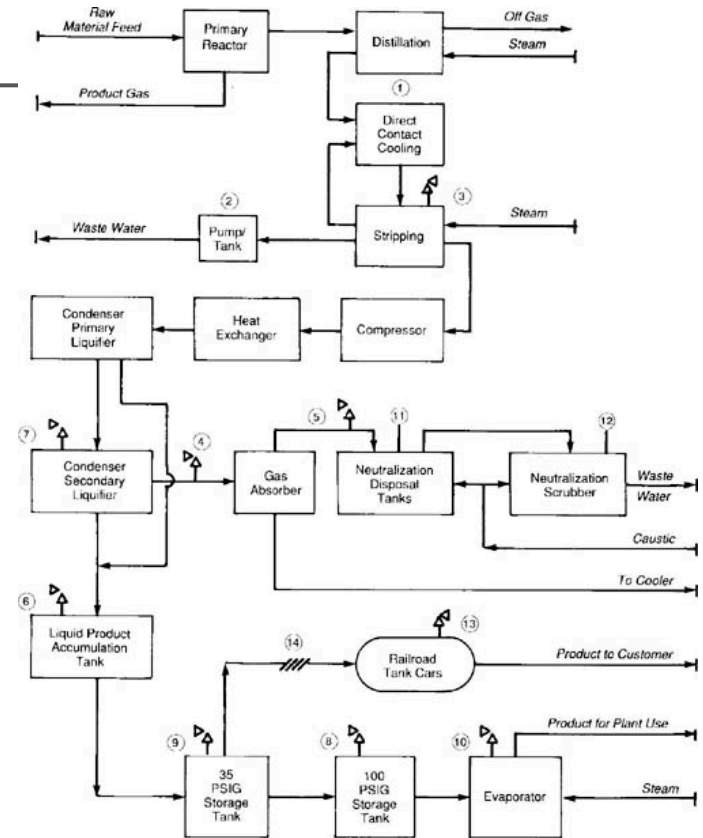 Raw
Material Feed
Primary
Reactor
Distillation
Off Gas
Steam
Product Gas
1
Direct
Contact
Cooling
2
3
Waste Water
Pump/
Tank
Stripping
Steam
Condenser
Primary
Liquifier
Heat
Exchanger
Compressor
7
4
5
11
12
Condenser
Secondary
Liquifier
Gas
Absorber
Neutralization
Disposal
Tanks
Neutralization
Scrubber
Waste
Water
Caustic
To Cooler
6
Liquid Product
Accumulation
Tank
14
13
Railroad
Tank Cars
Product to Customer
9
8
10
Product for Plant Use
35
PSIG
Storage
Tank
100
PSIG
Storage
Tank
Evaporator
Steam